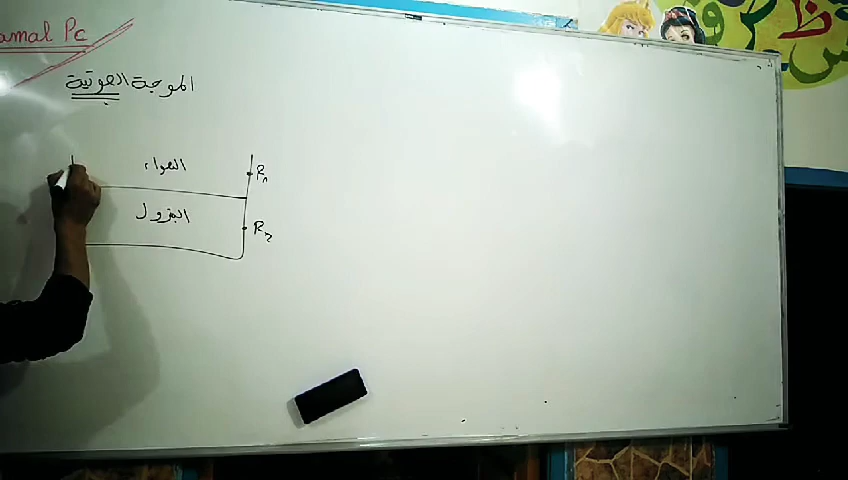 amal Pc
الموجة الصوتية
الهواء
R₁
البترول
R₂